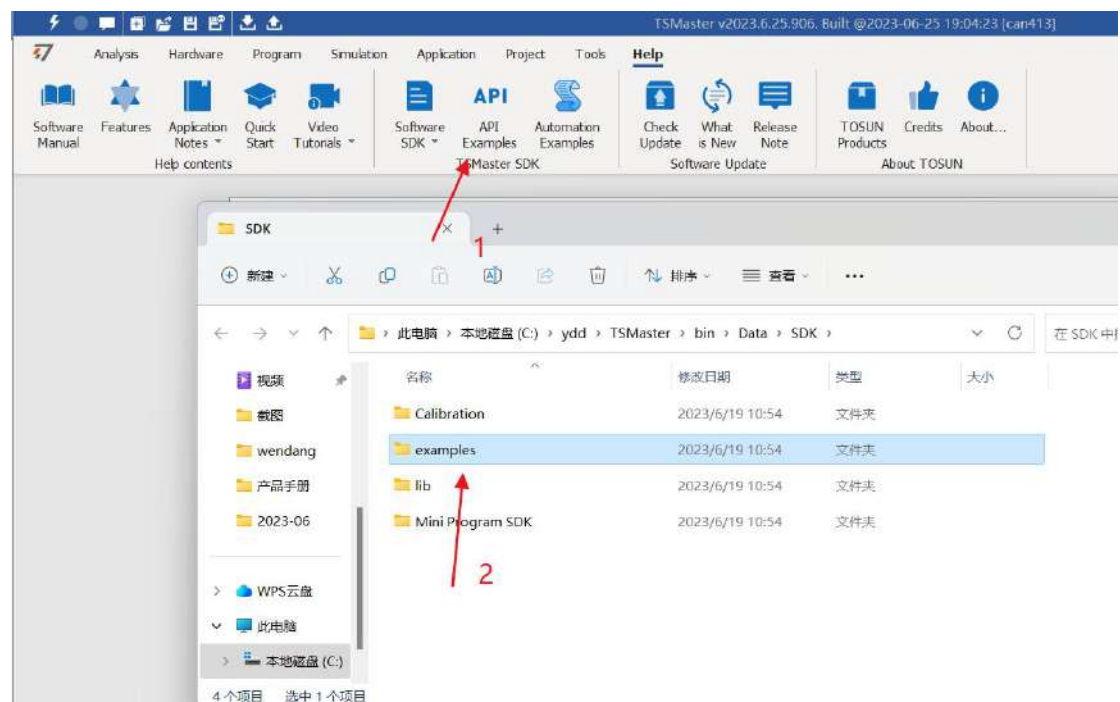 TSMaster v2023.6.25.906. Built @2023-06-25 19:04:23 [can413]
Analysis Hardware Program Simulation Application Project Tools Help
Software Manual
Features
Application Notes
Quick Start
Video Tutorials
Software SDK
API
API Examples
Automation Examples
Check Update
What is New
Release Note
TOSUN Products
Credits
About...
Help contents
TSMaster SDK
Software Update
About TOSUN
SDK
1
新建
排序
查看
此电脑 › 本地磁盘 (C:) › ydd › TSMaster › bin › Data › SDK ›
在 SDK 中
视频
截图
wendang
产品手册
2023-06
WPS云盘
此电脑
本地磁盘 (C:)
名称 修改日期 类型 大小
Calibration 2023/6/19 10:54 文件夹
examples 2023/6/19 10:54 文件夹
lib 2023/6/19 10:54 文件夹
Mini Program SDK 2023/6/19 10:54 文件夹
2
4 个项目 选中 1 个项目